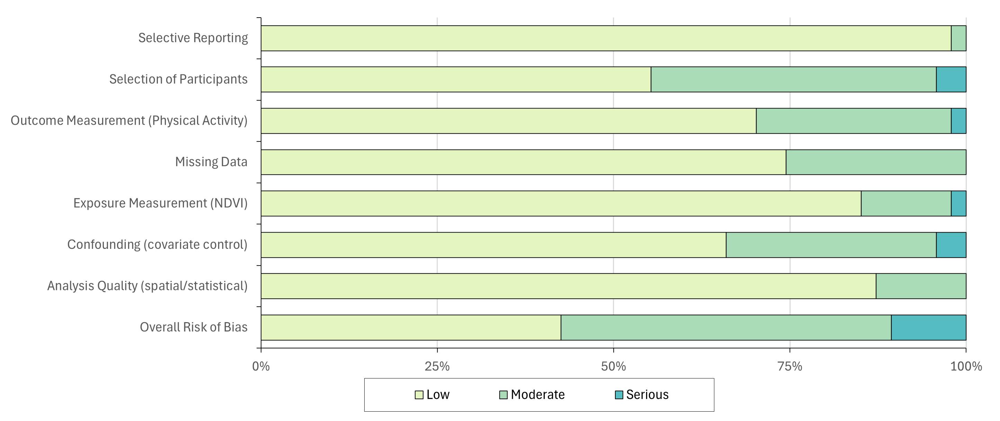 Selective Reporting
Selection of Participants
Outcome Measurement (Physical Activity)
Missing Data
Exposure Measurement (NDVI)
Confounding (covariate control)
Analysis Quality (spatial/statistical)
Overall Risk of Bias
0% 25% 50% 75% 100%
Low Moderate Serious